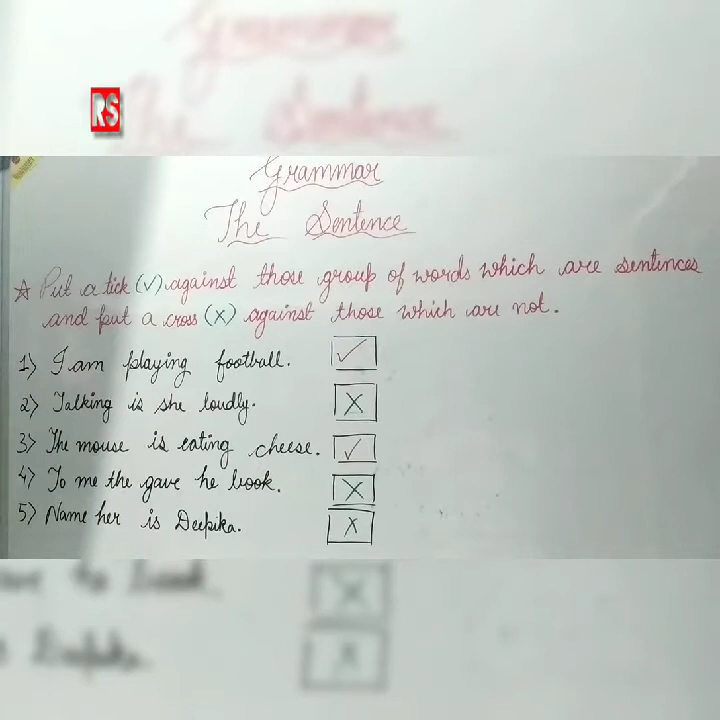 RS
Grammar
The Sentence
☆ Put a tick (✓) against those group of words which are sentences
and put a cross (X) against those which are not.
1) I am playing football. ✓
2) Talking is she loudly. X
3) The mouse is eating cheese. ✓
4) To me the gave he book. X
5) Name her is Deepika. X